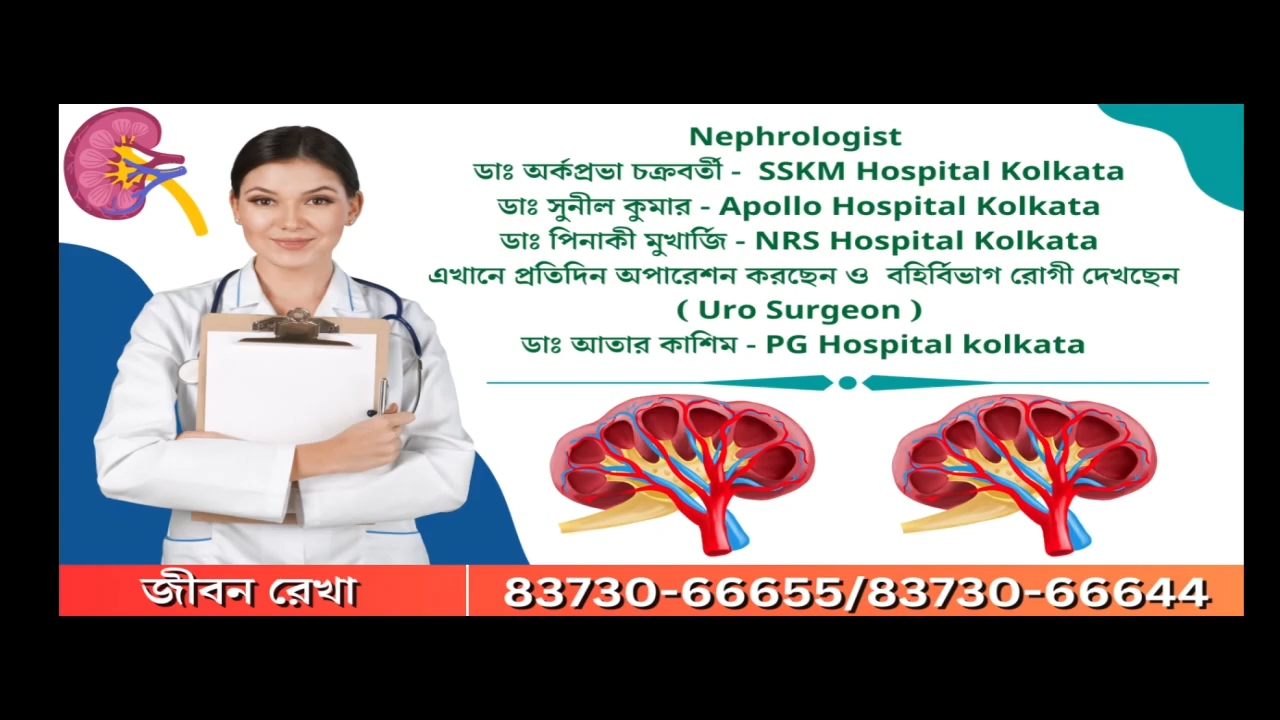 Nephrologist
ডাঃ অর্কপ্রভা চক্রবর্তী - SSKM Hospital Kolkata
ডাঃ সুনীল কুমার - Apollo Hospital Kolkata
ডাঃ পিনাকী মুখার্জি - NRS Hospital Kolkata
এখানে প্রতিদিন অপারেশন করছেন ও বহির্বিভাগ রোগী দেখছেন
( Uro Surgeon )
ডাঃ আতার কাশিম - PG Hospital kolkata
জীবন রেখা
83730-66655/83730-66644